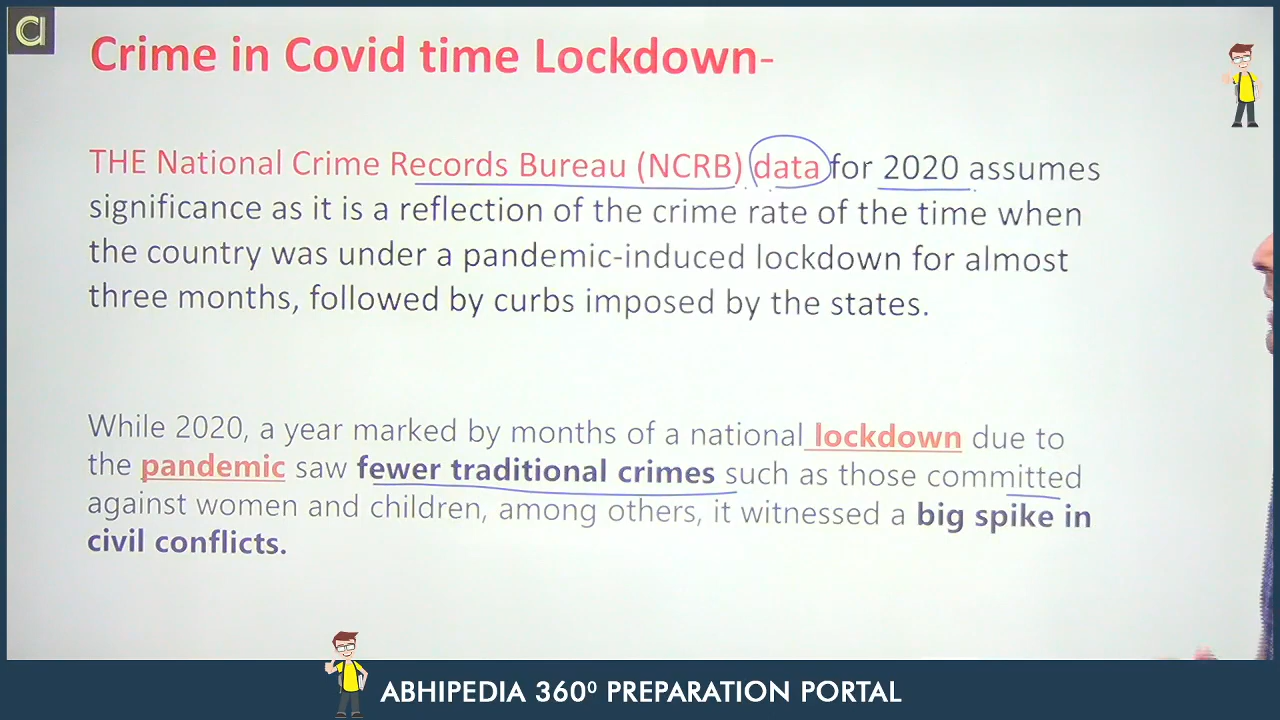 Crime in Covid time Lockdown-
THE National Crime Records Bureau (NCRB) data for 2020 assumes
significance as it is a reflection of the crime rate of the time when
the country was under a pandemic-induced lockdown for almost
three months, followed by curbs imposed by the states.
While 2020, a year marked by months of a national lockdown due to
the pandemic saw fewer traditional crimes such as those committed
against women and children, among others, it witnessed a big spike in
civil conflicts.
ABHIPEDIA 360⁰ PREPARATION PORTAL